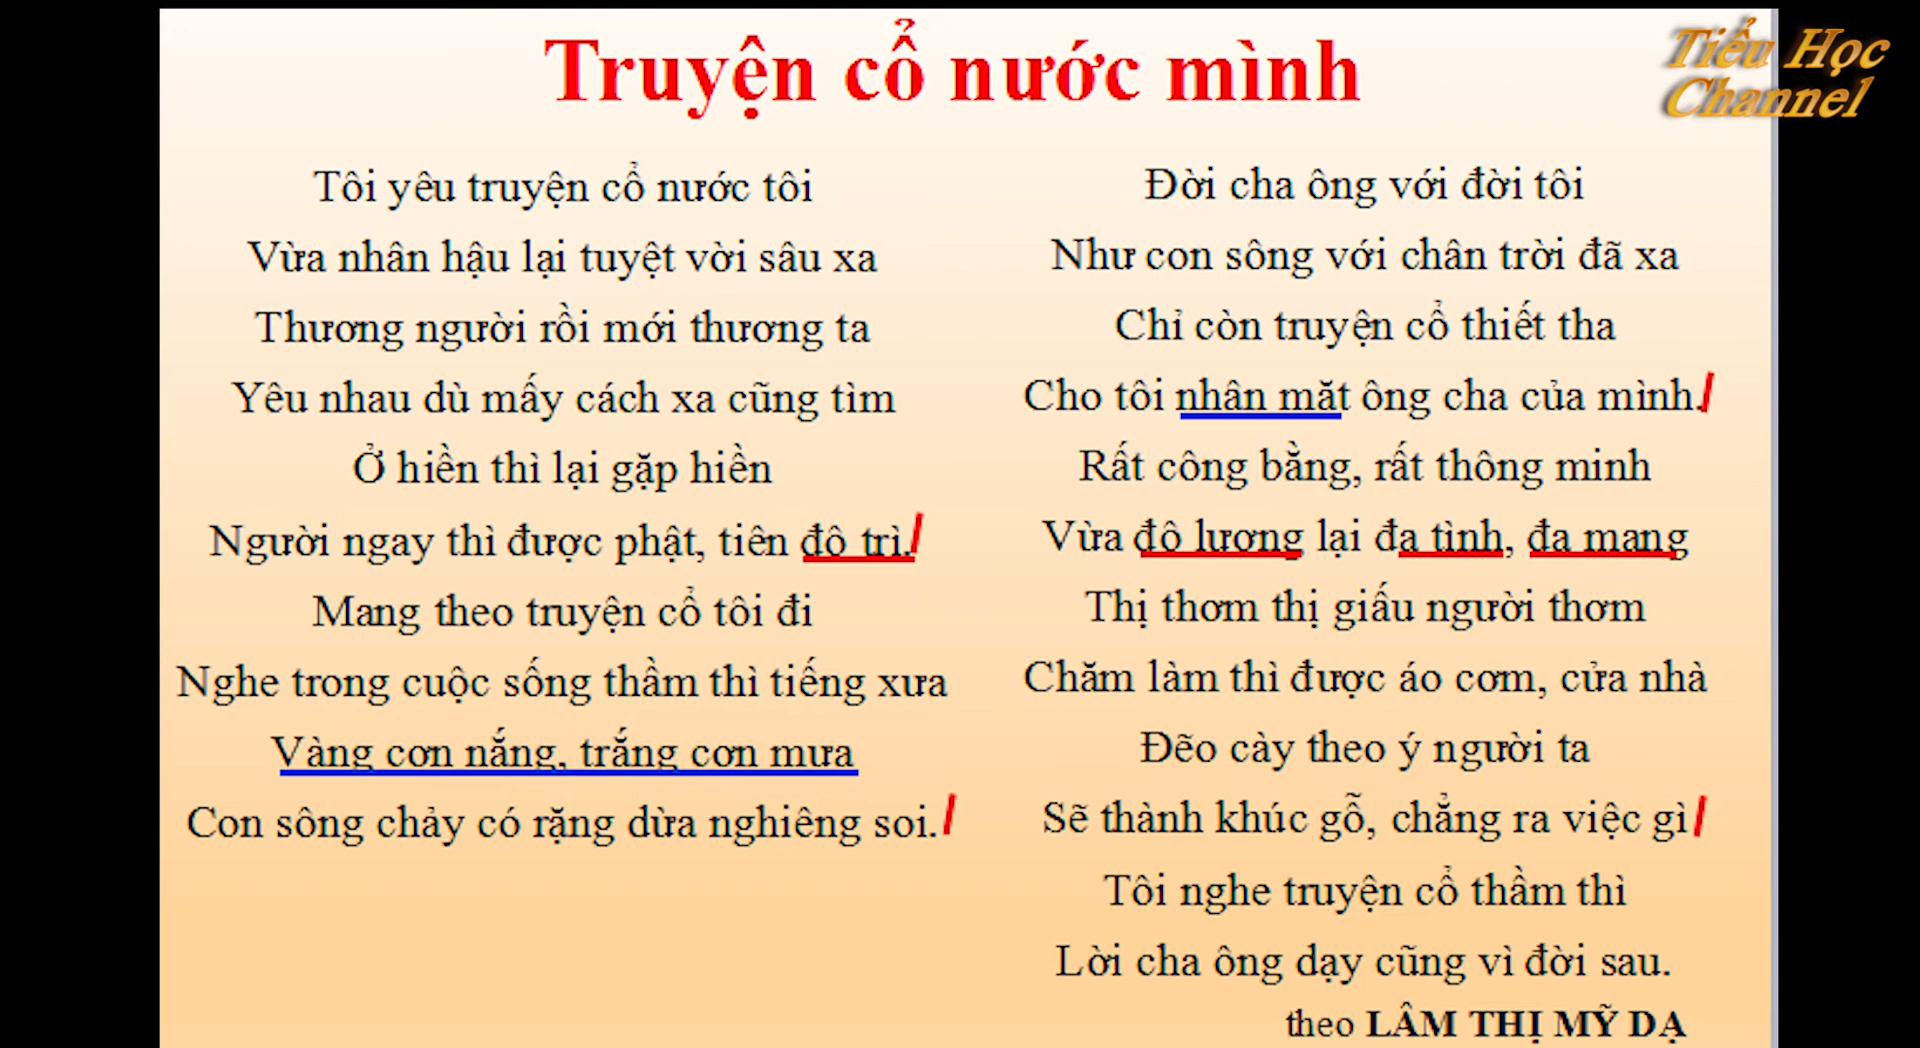 Truyện cổ nước mình
Tiểu Học
Channel
Tôi yêu truyện cổ nước tôi
Vừa nhân hậu lại tuyệt vời sâu xa
Thương người rồi mới thương ta
Yêu nhau dù mấy cách xa cũng tìm
Ở hiền thì lại gặp hiền
Người ngay thì được phật, tiên độ trì.
Mang theo truyện cổ tôi đi
Nghe trong cuộc sống thầm thì tiếng xưa
Vàng cơn nắng, trắng cơn mưa
Con sông chảy có rặng dừa nghiêng soi.
Đời cha ông với đời tôi
Như con sông với chân trời đã xa
Chỉ còn truyện cổ thiết tha
Cho tôi nhận mặt ông cha của mình.
Rất công bằng, rất thông minh
Vừa độ lượng lại đa tình, đa mang
Thị thơm thị giấu người thơm
Chăm làm thì được áo cơm, cửa nhà
Đẽo cày theo ý người ta
Sẽ thành khúc gỗ, chẳng ra việc gì
Tôi nghe truyện cổ thầm thì
Lời cha ông dạy cũng vì đời sau.
theo LÂM THỊ MỸ DẠ